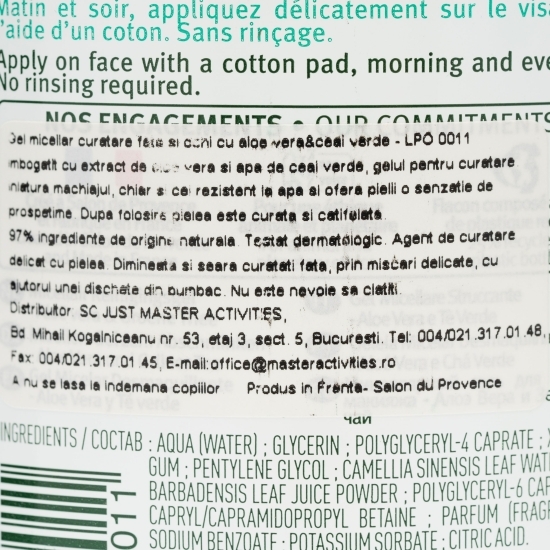 Matin et soir, appliquez délicatement sur le vis
l'aide d'un coton. Sans rinçage.
Apply on face with a cotton pad, morning and eve
No rinsing required.
NOS ENGAGEMENTS • OUR COMMITMENTS
Gel micelar curatare fata si ochi cu aloe vera&ceai verde - LPO 0011
mbogatit cu extract de aloe vera si apa de ceai verde, gelul pentru curatare
inlatura machiajul, chiar si cel rezistent la apa si ofera pielii o senzatie de
prospetime. Dupa folosire pielea este curata si catifelata.
97% ingrediente de origine naturala. Testat dermatologic. Agent de curatare
delicat cu pielea. Dimineata si seara curatati fata, prin miscari delicate, cu
ajutorul unei dischete din bumbac. Nu este nevoie sa clatiti.
Distribuitor, SC JUST MASTER ACTIVITIES,
Bd Mihail Kogalniceanu nr. 53, etaj 3, sect. 5, Bucuresti. Tel: 004/021.317.01.48,
Fax: 004/021.317.01.45, E-mail:office@masteractivities.ro
A nu se lasa la indemana copiilor Produs in Franta- Salon du Provence
чай
INGREDIENTS / СОСТАВ : AQUA (WATER) ; GLYCERIN ; POLYGLYCERYL-4 CAPRATE ;
GUM ; PENTYLENE GLYCOL ; CAMELLIA SINENSIS LEAF WAT
BARBADENSIS LEAF JUICE POWDER ; POLYGLYCERYL-6 CAP
CAPRYL/CAPRAMIDOPROPYL BETAINE ; PARFUM (FRAG
SODIUM BENZOATE ; POTASSIUM SORBATE ; CITRIC ACID.
011